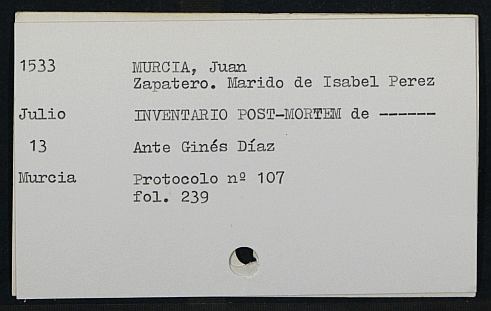 1533 MURCIA, Juan
Zapatero. Marido de Isabel Perez
Julio INVENTARIO POST-MORTEM de ------
13 Ante Ginés Díaz
Murcia Protocolo nº 107
fol. 239